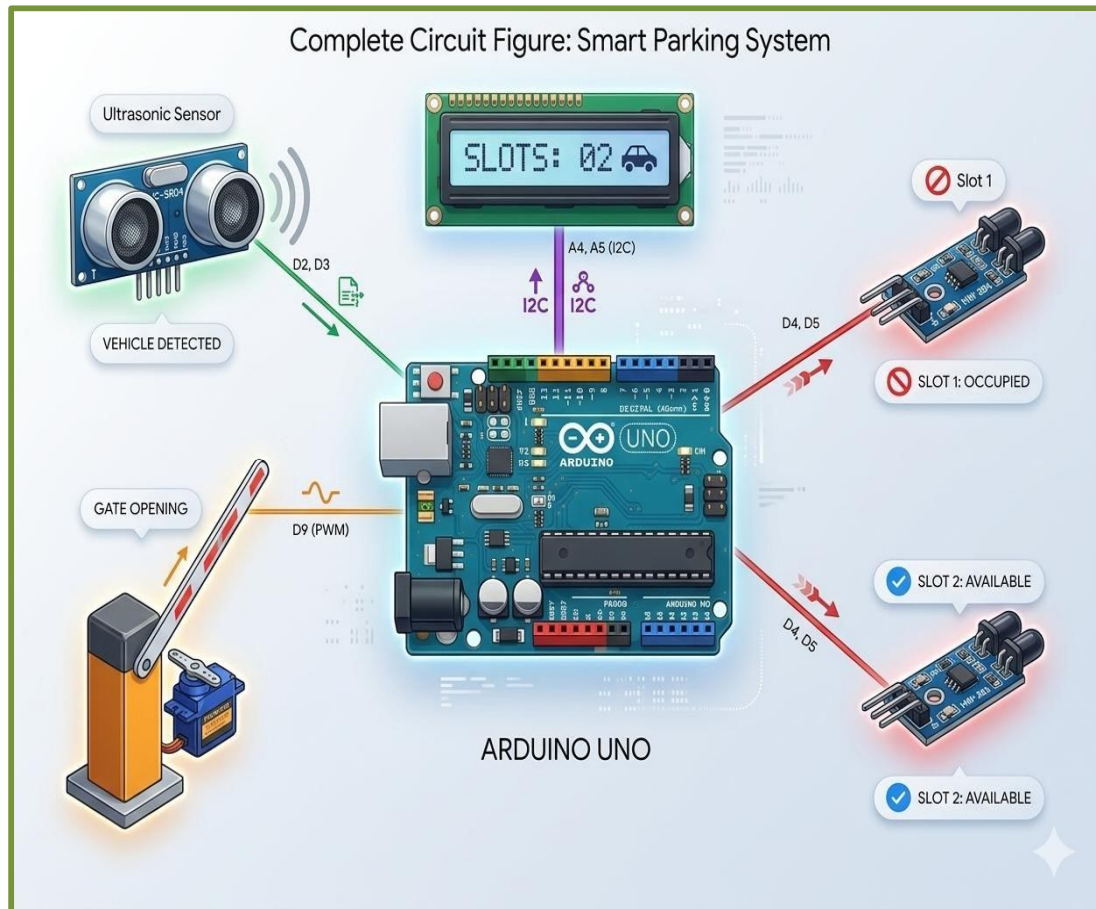 Complete Circuit Figure: Smart Parking System
Ultrasonic Sensor
T
D2, D3
VEHICLE DETECTED
SLOTS: 02
A4, A5 (I2C)
I2C
I2C
Slot 1
D4, D5
SLOT 1: OCCUPIED
GATE OPENING
D9 (PWM)
UNO
ARDUINO
SLOT 2: AVAILABLE
D4, D5
SLOT 2: AVAILABLE
ARDUINO UNO